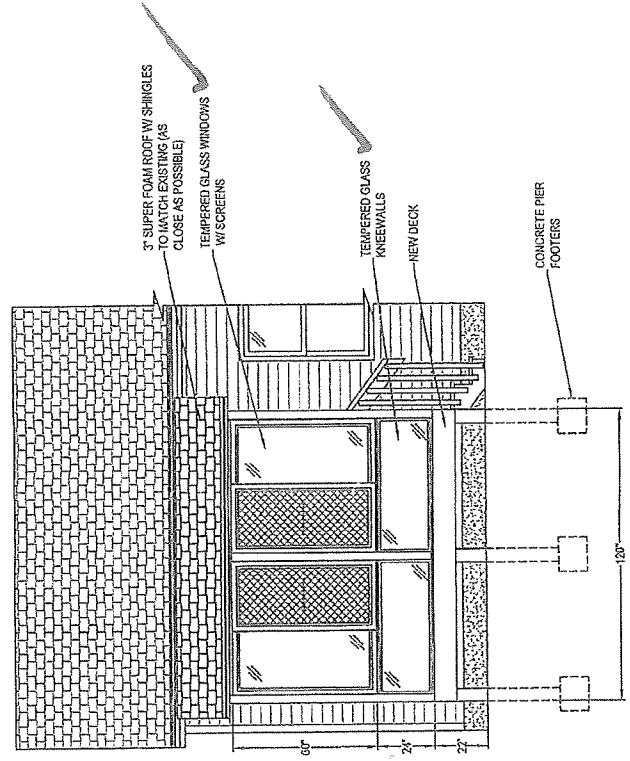 3" SUPER FOAM ROOF W/ SHINGLES
TO MATCH EXISTING (AS
CLOSE AS POSSIBLE)
TEMPERED GLASS WINDOWS
W/ SCREENS
TEMPERED GLASS
KNEEWALLS
NEW DECK
CONCRETE PIER
FOOTERS
60"
24"
22"
120"